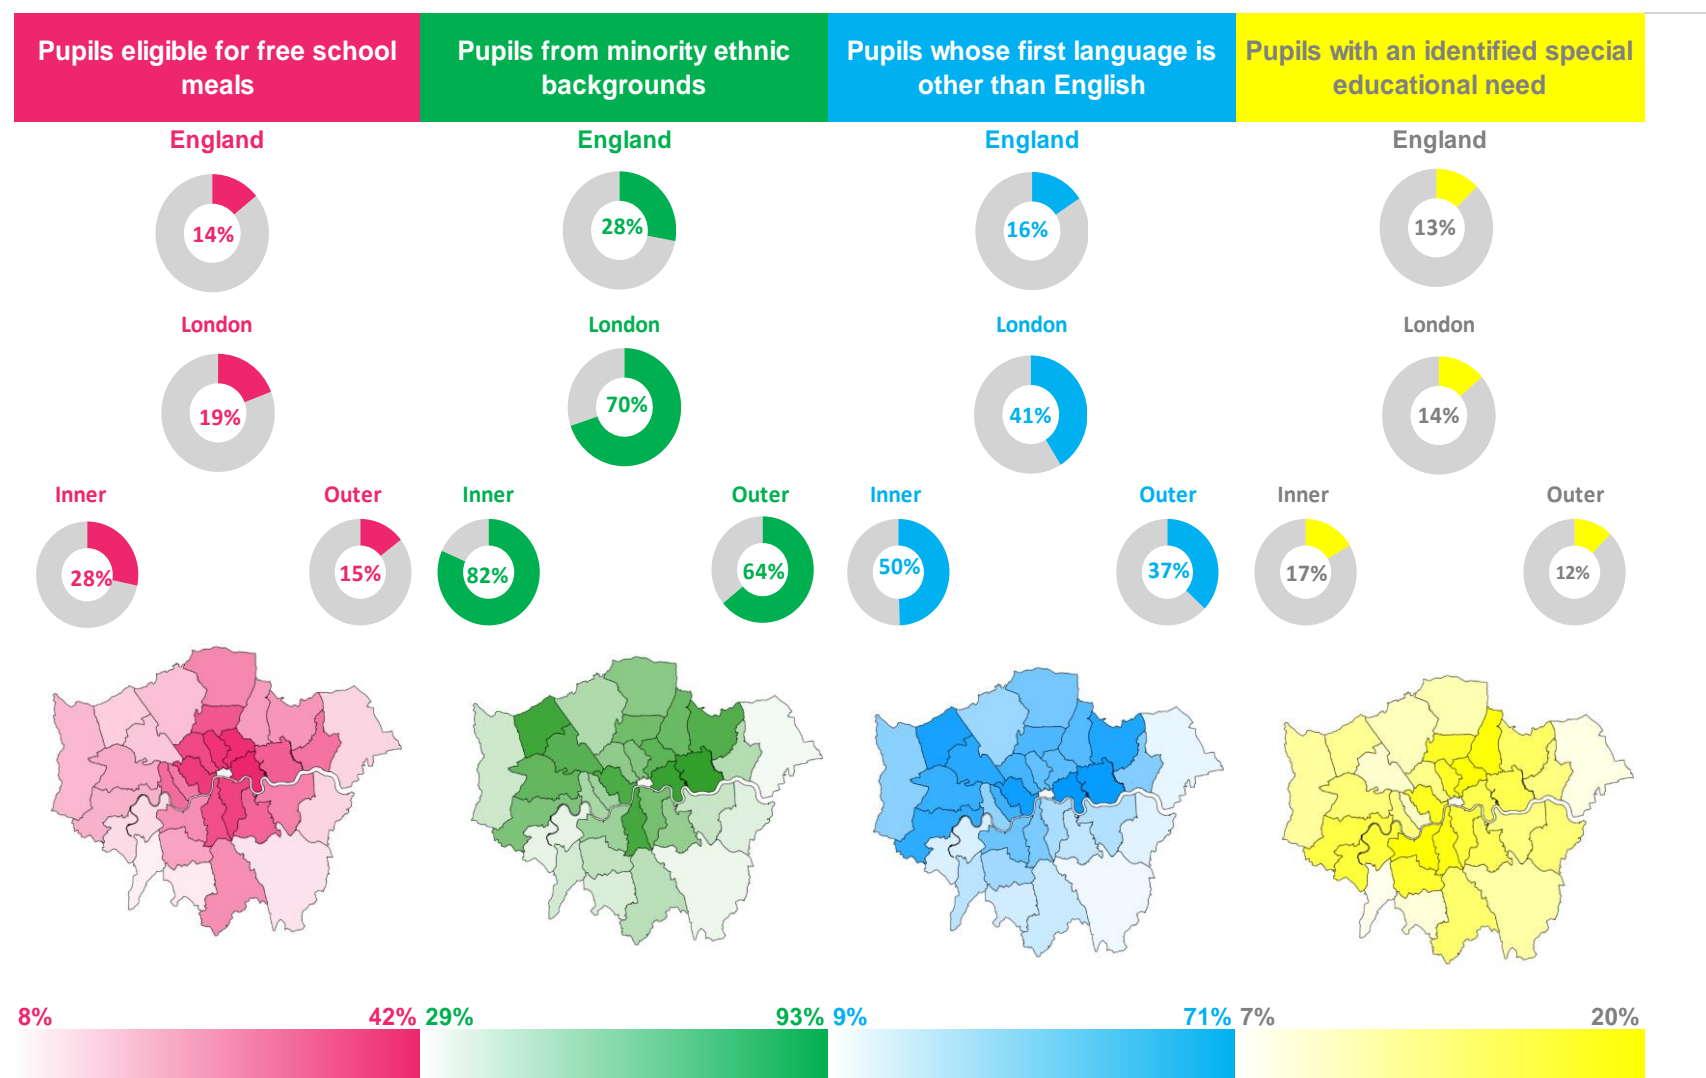 Pupils eligible for free school
meals
Pupils from minority ethnic
backgrounds
Pupils whose first language is
other than English
Pupils with an identified special
educational need
England
England
England
England
14%
28%
16%
13%
London
London
London
London
19%
70%
41%
14%
Inner
Outer
Inner
Outer
Inner
Outer
Inner
Outer
28%
15%
82%
64%
50%
37%
17%
12%
8%
42%
29%
93%
9%
71%
7%
20%